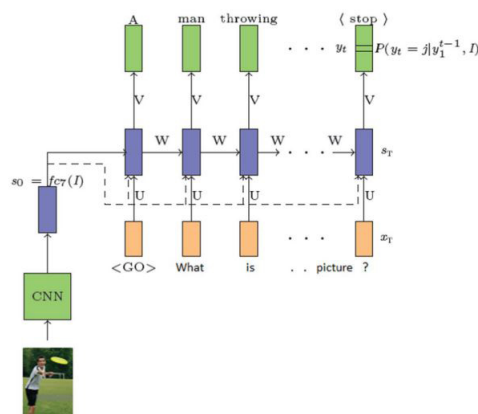 A man throwing ⟨ stop ⟩
. . . y_t P(y_t = j|y_1^{t-1}, I)
V V V V
W W W W
. . . s_T
s_0 = fc_7(I)
U U U U
. . . x_T
CNN
<GO> What is . . picture ?